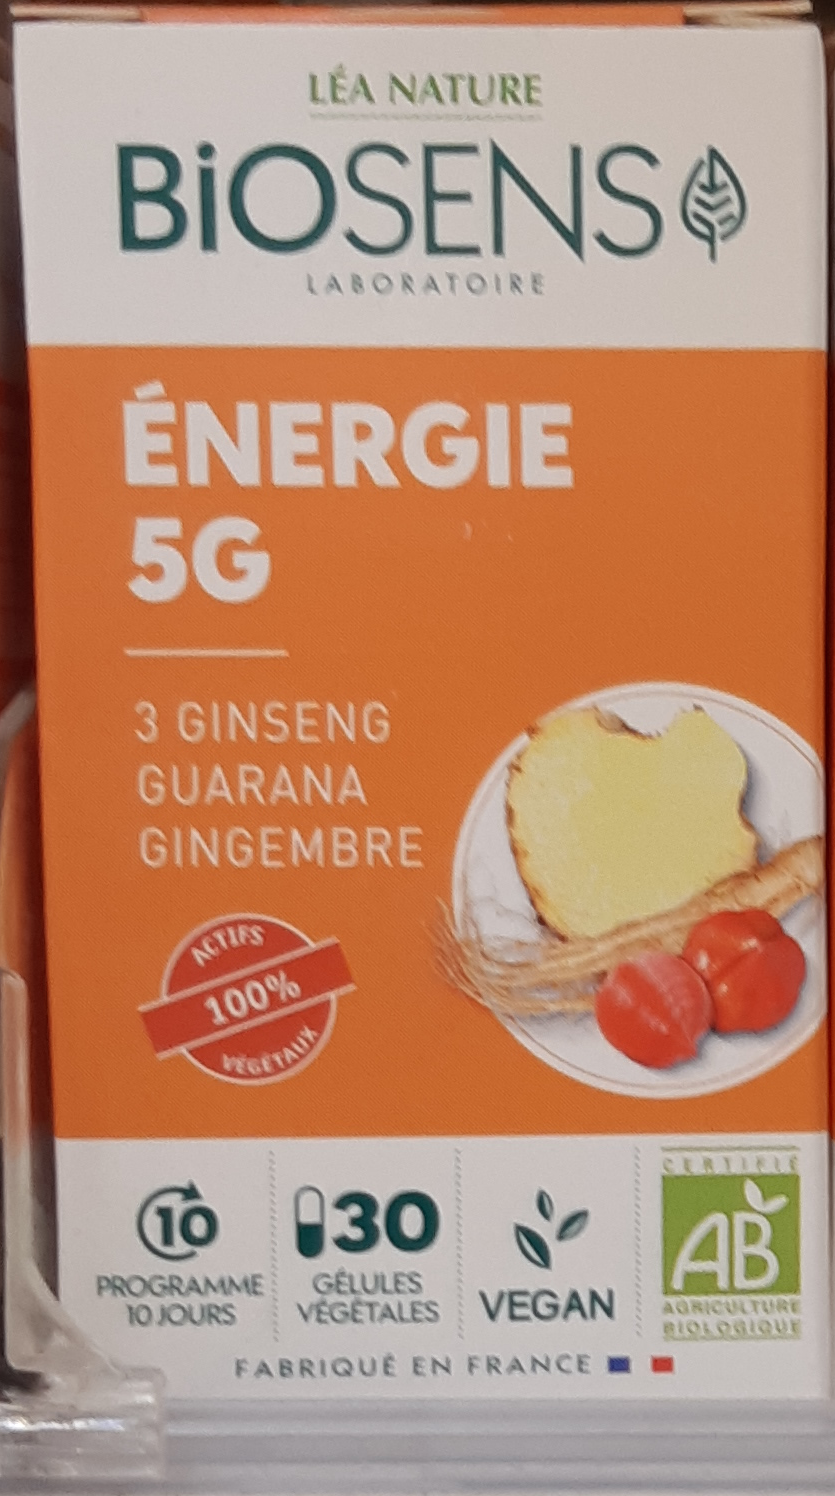 LÉA NATURE
BiOSENS
LABORATOIRE
ÉNERGIE
5G
3 GINSENG
GUARANA
GINGEMBRE
ACTIFS
100%
VÉGÉTAUX
10
PROGRAMME
10 JOURS
30
GÉLULES
VÉGÉTALES
VEGAN
CERTIFIÉ
AB
AGRICULTURE
BIOLOGIQUE
FABRIQUÉ EN FRANCE